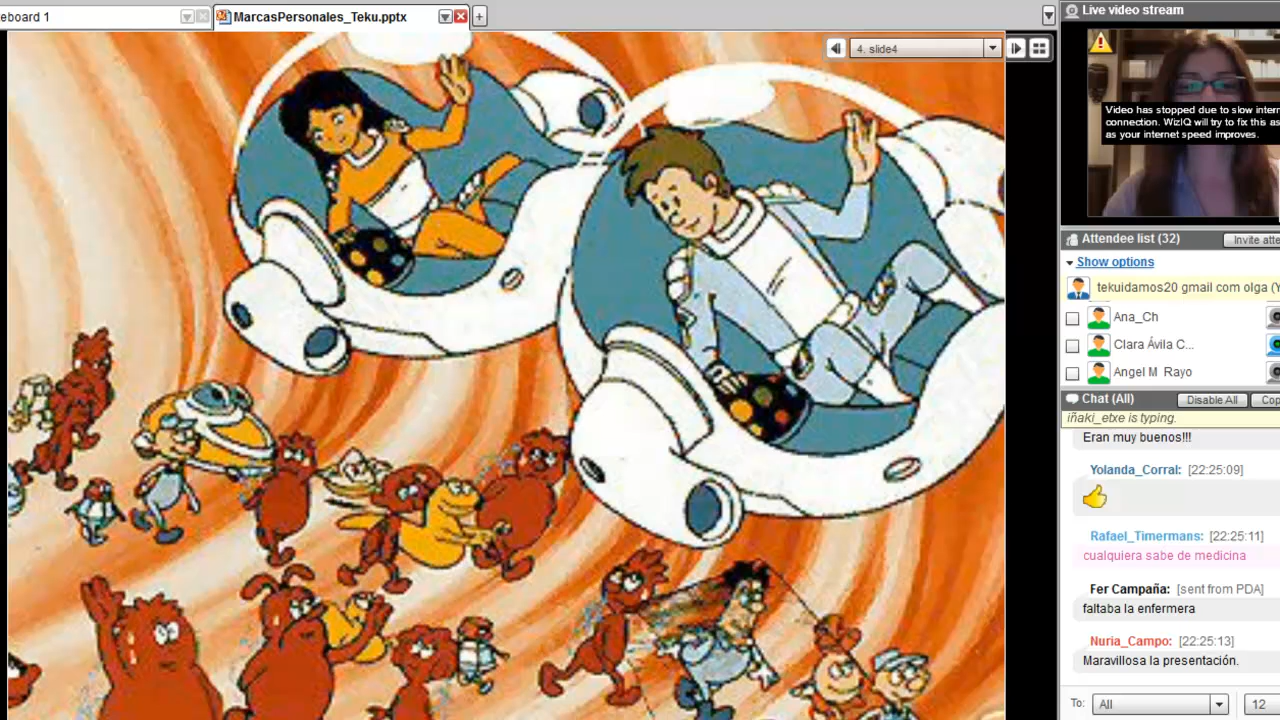 eboard 1
MarcasPersonales_Teku.pptx
4. slide4
Live video stream
Video has stopped due to slow inter
connection. WizIQ will try to fix this as
as your internet speed improves.
Attendee list (32)
Invite atte
Show options
tekuidamos20 gmail com olga (Y
Ana_Ch
Clara Ávila C...
Angel M Rayo
Chat (All)
Disable All
Cop
iñaki_etxe is typing.
Eran muy buenos!!!
Yolanda_Corral: [22:25:09]
Rafael_Timermans: [22:25:11]
cualquiera sabe de medicina
Fer Campaña: [sent from PDA]
faltaba la enfermera
Nuria_Campo: [22:25:13]
Maravillosa la presentación.
To: All
12